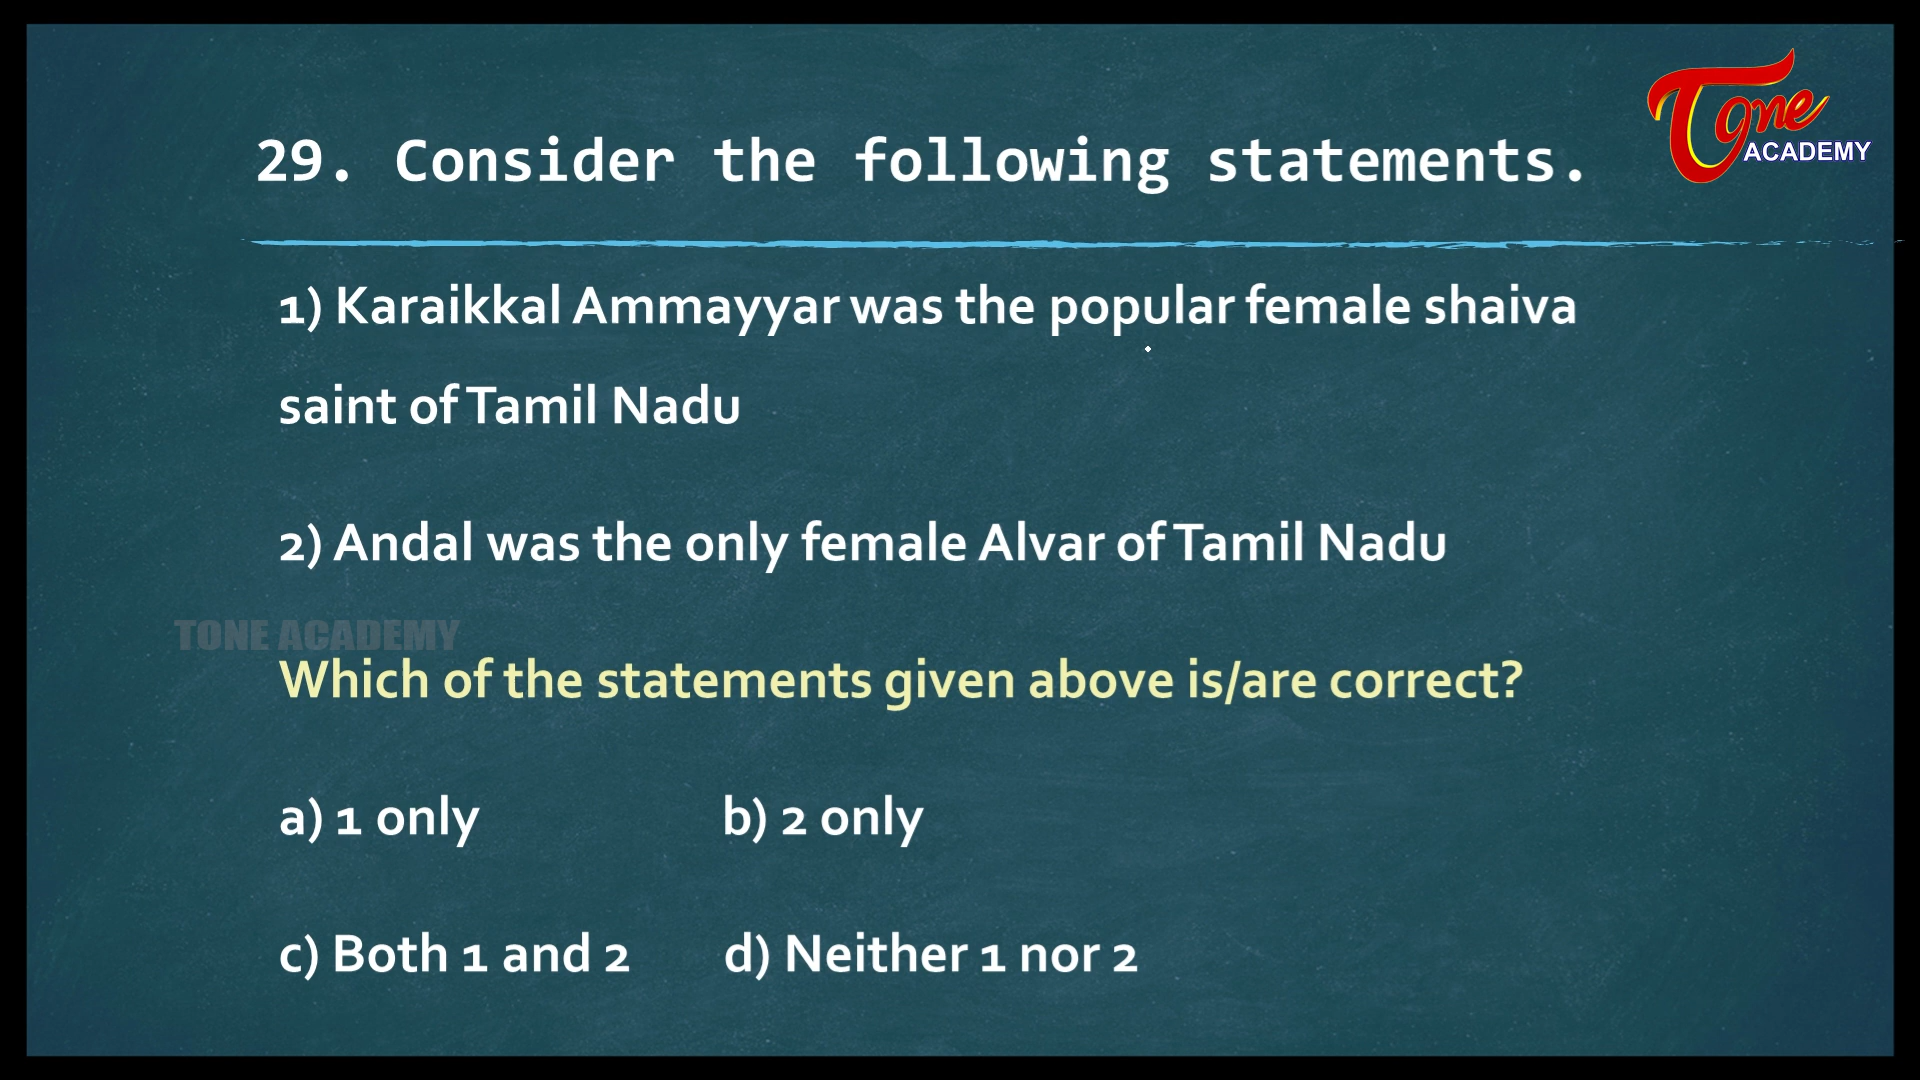 Tone
ACADEMY
29. Consider the following statements.
1) Karaikkal Ammayyar was the popular female shaiva
saint of Tamil Nadu
2) Andal was the only female Alvar of Tamil Nadu
TONE ACADEMY
Which of the statements given above is/are correct?
a) 1 only b) 2 only
c) Both 1 and 2 d) Neither 1 nor 2